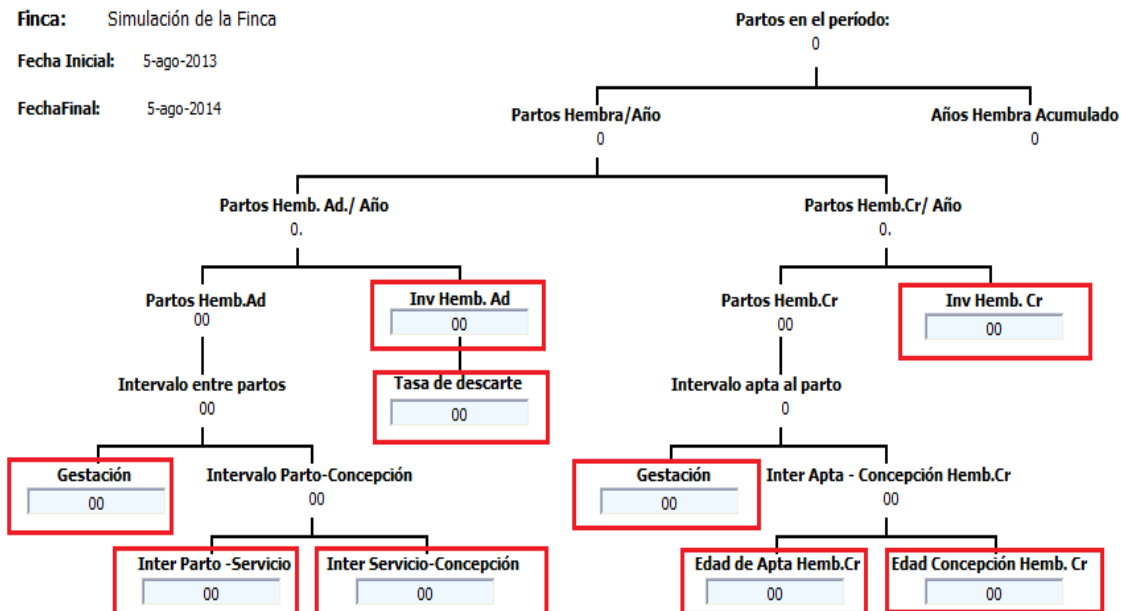 Finca: Simulación de la Finca
Partos en el período:
0
Fecha Inicial: 5-ago-2013
FechaFinal: 5-ago-2014
Partos Hembra/Año
0
Años Hembra Acumulado
0
Partos Hemb. Ad./ Año
0.
Partos Hemb.Cr/ Año
0.
Partos Hemb.Ad
00
Inv Hemb. Ad
00
Partos Hemb.Cr
00
Inv Hemb. Cr
00
Intervalo entre partos
00
Tasa de descarte
00
Intervalo apta al parto
0
Gestación
00
Intervalo Parto-Concepción
00
Gestación
00
Inter Apta - Concepción Hemb.Cr
00
Inter Parto -Servicio
00
Inter Servicio-Concepción
00
Edad de Apta Hemb.Cr
00
Edad Concepción Hemb. Cr
00